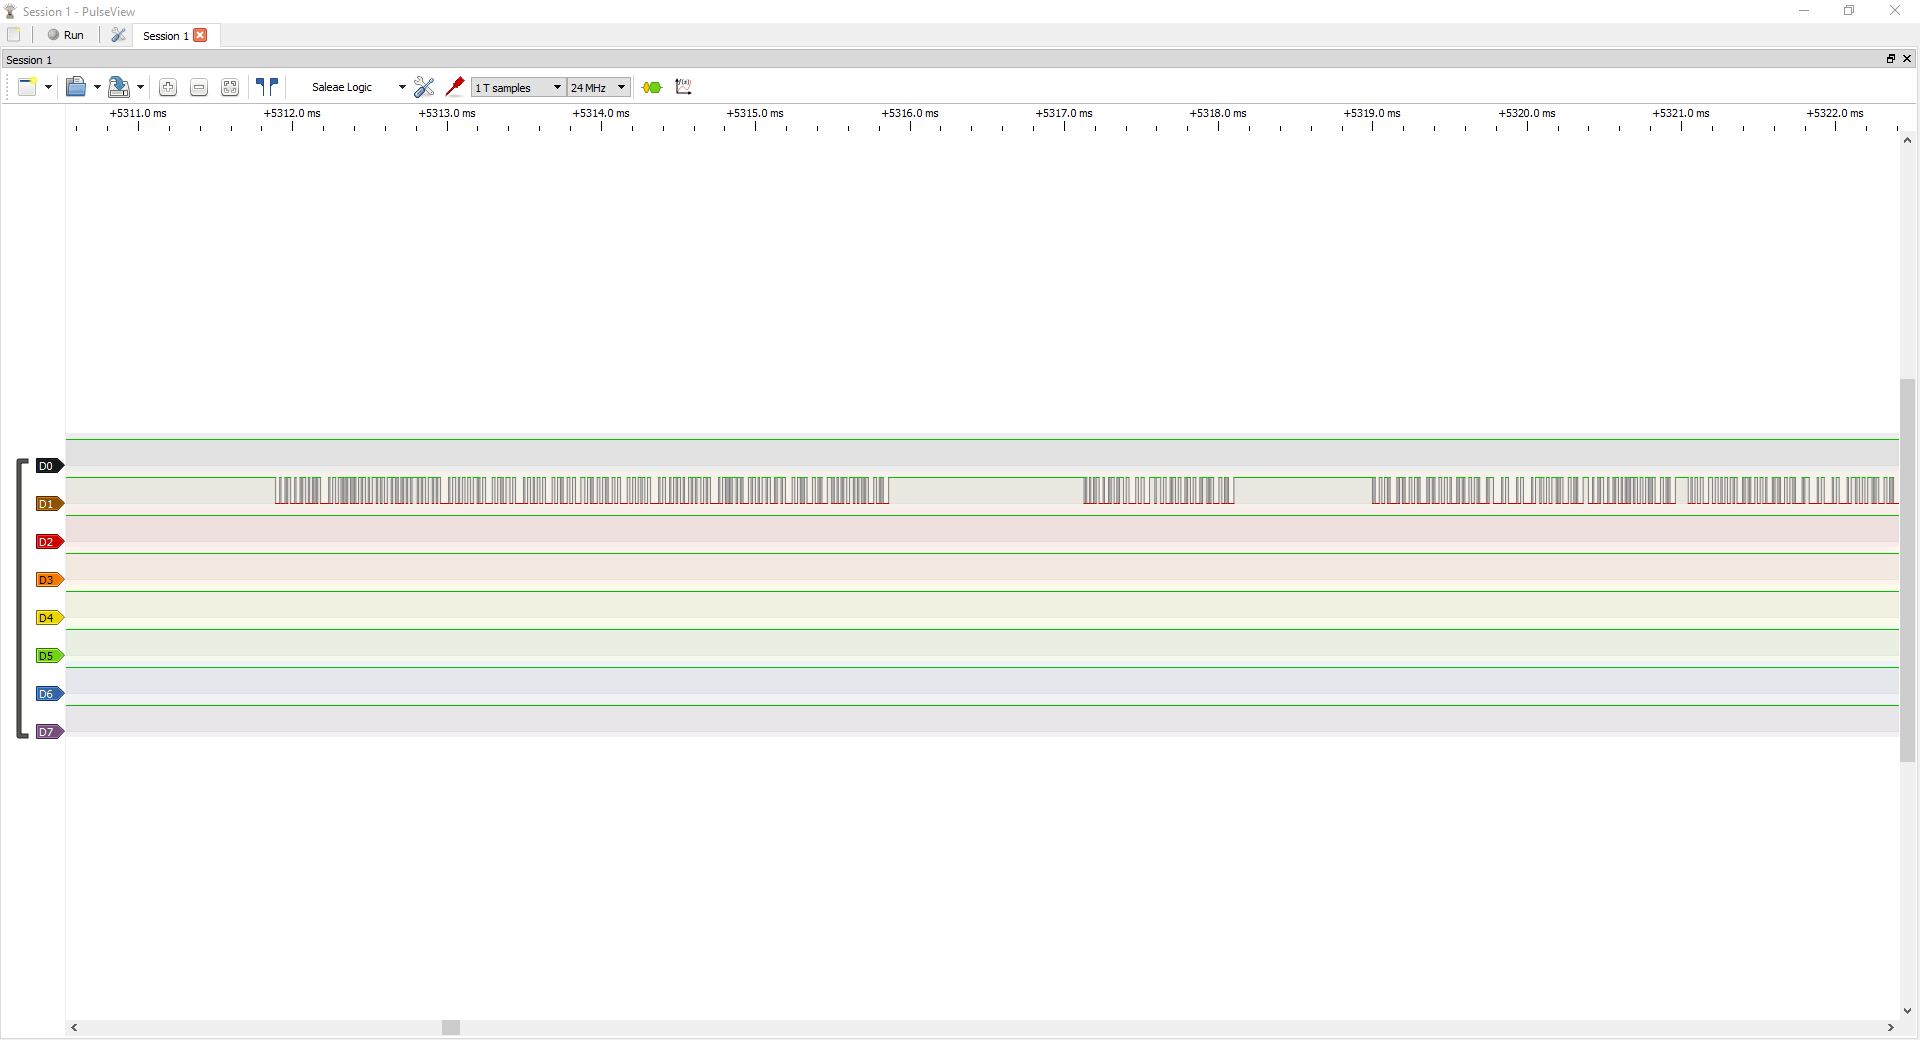 Session 1 - PulseView
Run
Session 1
Session 1
Saleae Logic
1 T samples
24 MHz
f(x)
+5311.0 ms +5312.0 ms +5313.0 ms +5314.0 ms +5315.0 ms +5316.0 ms +5317.0 ms +5318.0 ms +5319.0 ms +5320.0 ms +5321.0 ms +5322.0 ms
D0
D1
D2
D3
D4
D5
D6
D7